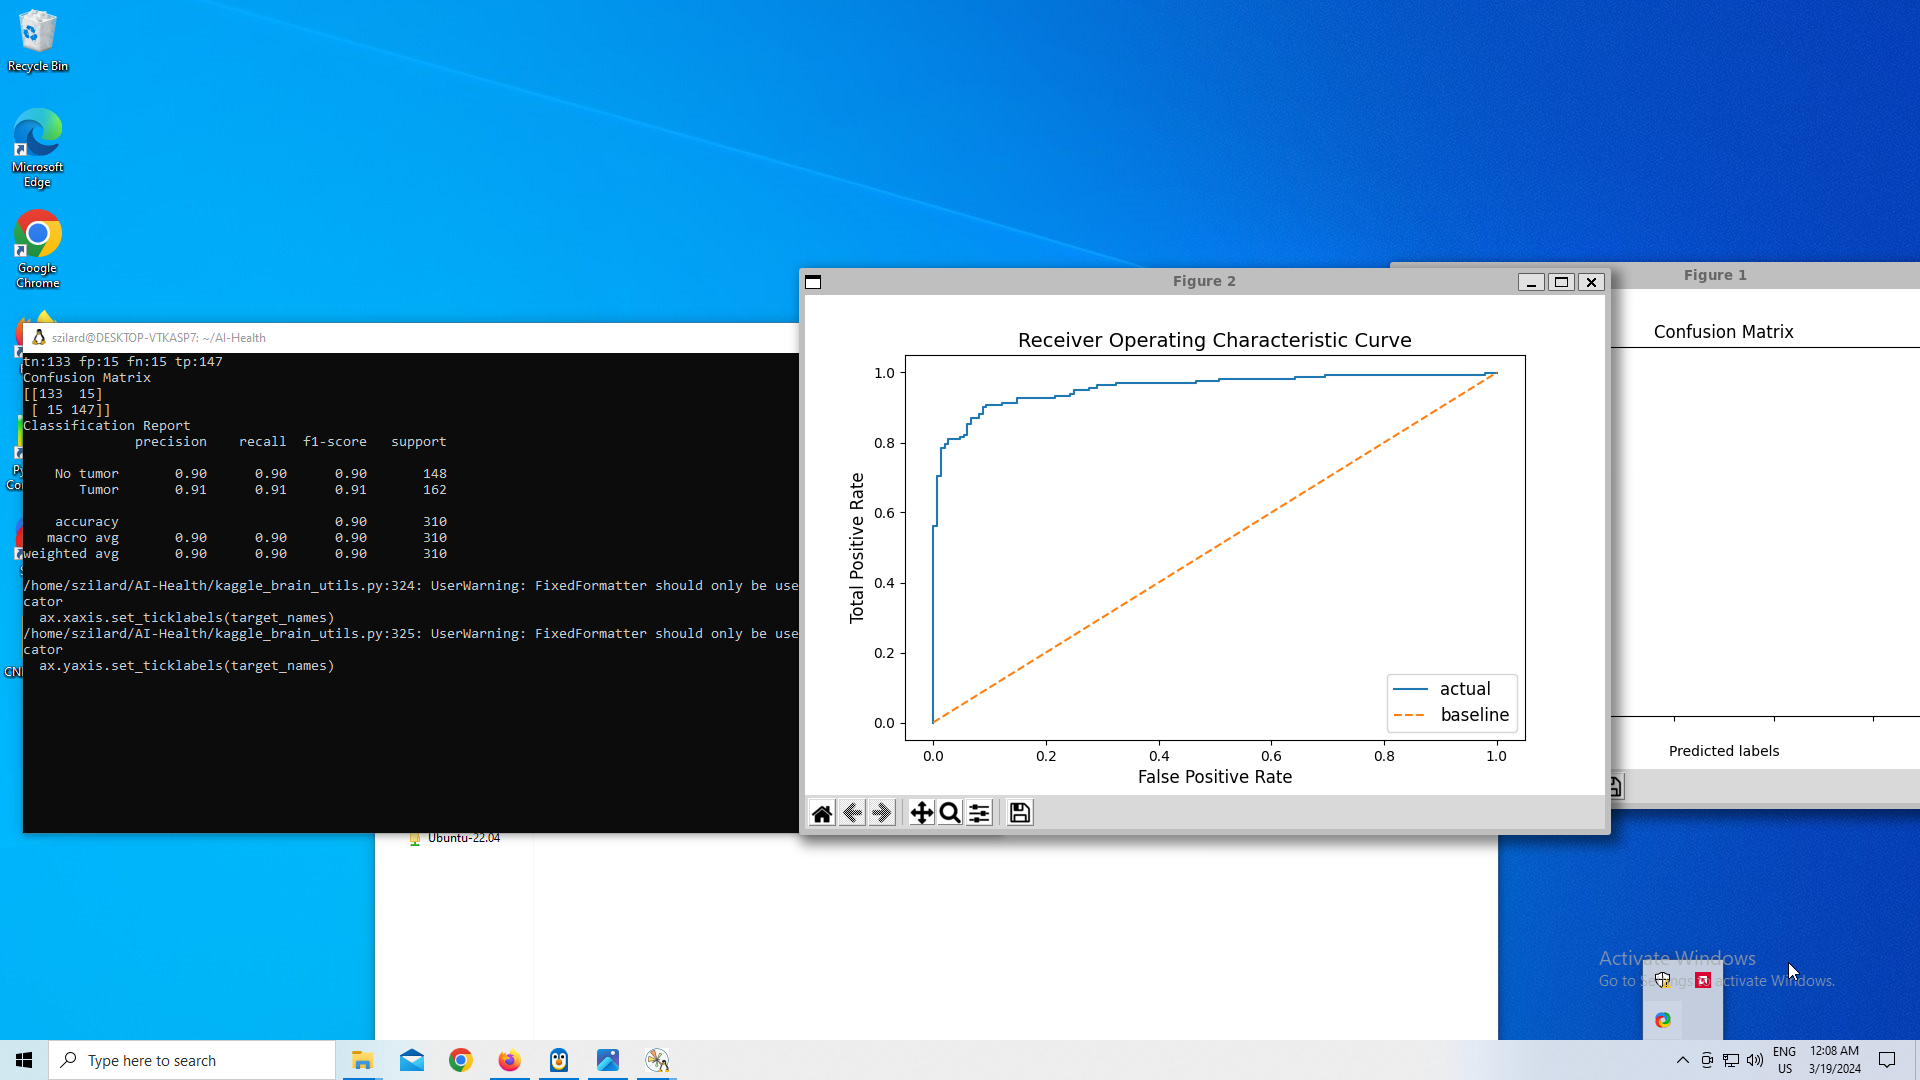 Recycle Bin
Microsoft
Edge
Google
Chrome
szilard@DESKTOP-VTKASP7: ~/AI-Health
tn:133 fp:15 fn:15 tp:147
Confusion Matrix
[[133  15]
 [ 15 147]]
Classification Report
precision recall f1-score support
No tumor 0.90 0.90 0.90 148
Tumor 0.91 0.91 0.91 162
accuracy 0.90 310
macro avg 0.90 0.90 0.90 310
weighted avg 0.90 0.90 0.90 310
/home/szilard/AI-Health/kaggle_brain_utils.py:324: UserWarning: FixedFormatter should only be use
cator
ax.xaxis.set_ticklabels(target_names)
/home/szilard/AI-Health/kaggle_brain_utils.py:325: UserWarning: FixedFormatter should only be use
cator
ax.yaxis.set_ticklabels(target_names)
Figure 2
Receiver Operating Characteristic Curve
Total Positive Rate
1.0
0.8
0.6
0.4
0.2
0.0
actual
baseline
0.0 0.2 0.4 0.6 0.8 1.0
False Positive Rate
Figure 1
Confusion Matrix
Predicted labels
Ubuntu-22.04
Activate Windows
Go to Settings to activate Windows.
Type here to search
ENG
US
12:08 AM
3/19/2024